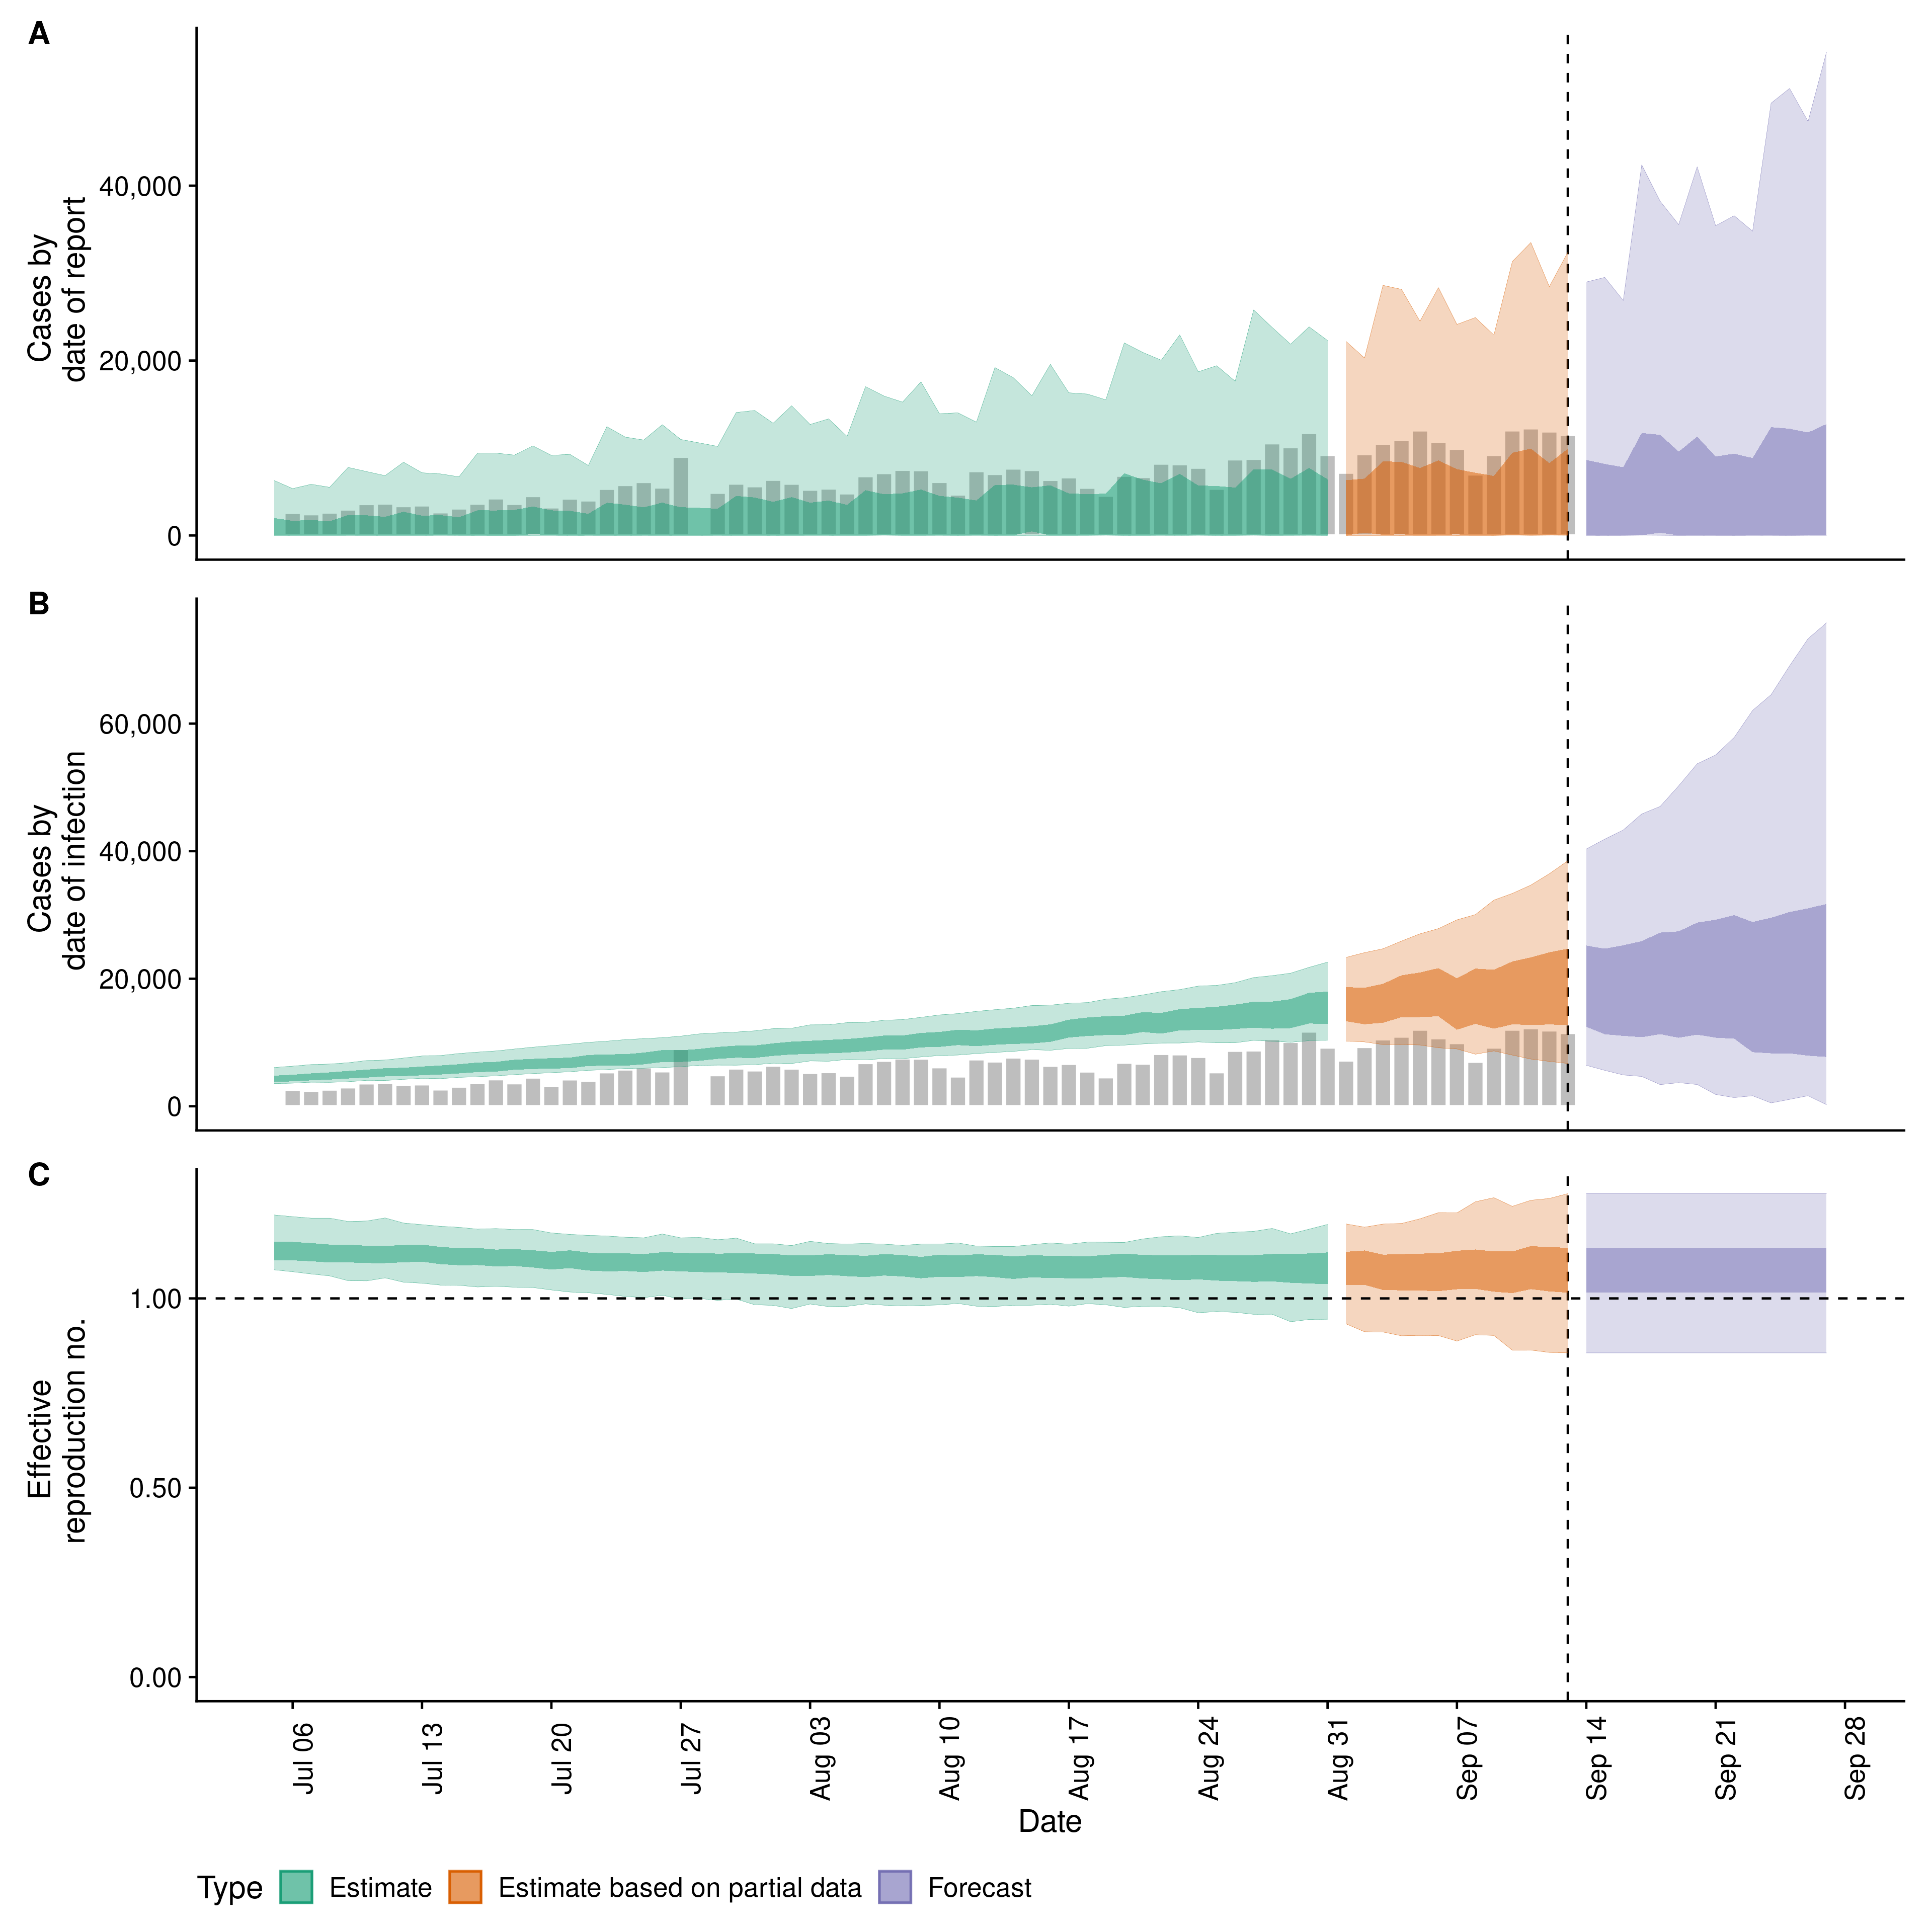 A
Cases by
date of report
40,000
20,000
0
B
Cases by
date of infection
60,000
40,000
20,000
0
C
Effective
reproduction no.
1.00
0.50
0.00
Jul 06
Jul 13
Jul 20
Jul 27
Aug 03
Aug 10
Aug 17
Aug 24
Aug 31
Sep 07
Sep 14
Sep 21
Sep 28
Date
Type Estimate Estimate based on partial data Forecast